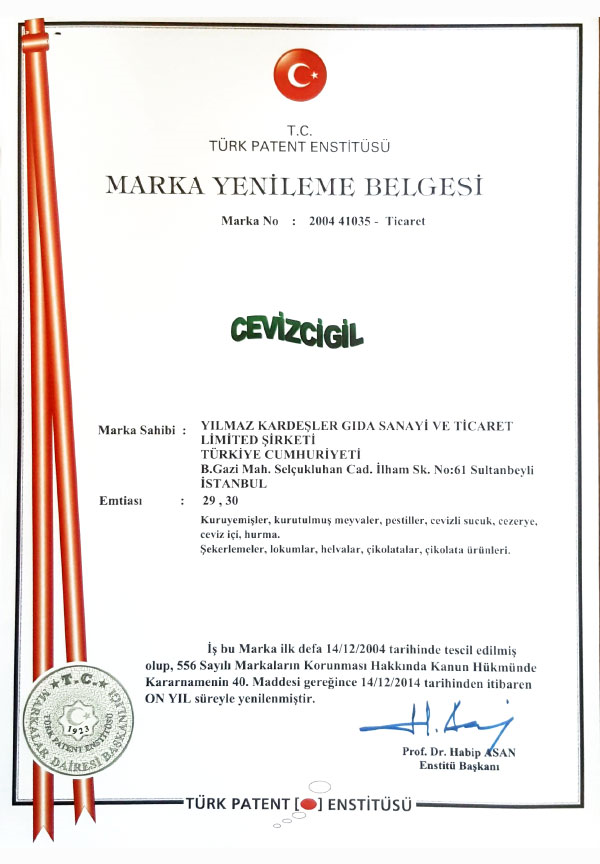 T.C.
TÜRK PATENT ENSTİTÜSÜ
MARKA YENİLEME BELGESİ
Marka No : 2004 41035 - Ticaret
CEVİZCİGİL
Marka Sahibi : YILMAZ KARDEŞLER GIDA SANAYİ VE TİCARET
LİMİTED ŞİRKETİ
TÜRKİYE CUMHURİYETİ
B.Gazi Mah. Selçukluhan Cad. İlham Sk. No:61 Sultanbeyli
İSTANBUL
Emtiası : 29 , 30
Kuruyemişler, kurutulmuş meyvalar, pestiller, cevizli sucuk, cezerye,
ceviz içi, hurma.
Şekerlemeler, lokumlar, helvalar, çikolatalar, çikolata ürünleri.
İş bu Marka ilk defa 14/12/2004 tarihinde tescil edilmiş
olup, 556 Sayılı Markaların Korunması Hakkında Kanun Hükmünde
Kararnamenin 40. Maddesi gereğince 14/12/2014 tarihinden itibaren
ON YIL süreyle yenilenmiştir.
Prof. Dr. Habip ASAN
Enstitü Başkanı
T.C.
MARKALAR DAİRESİ BAŞKANLIĞI
TÜRK PATENT ENSTİTÜSÜ
1923
TÜRK PATENT [ ] ENSTİTÜSÜ